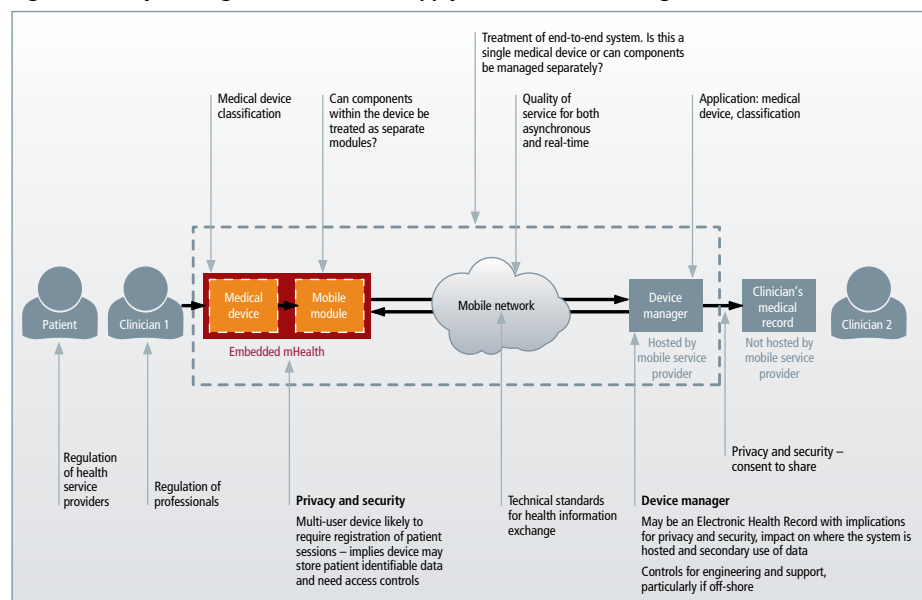 Treatment of end-to-end system. Is this a
single medical device or can components
be managed separately?
Medical device
classification
Can components
within the device be
treated as separate
modules?
Quality of
service for both
asynchronous
and real-time
Application: medical
device, classification
Patient
Clinician 1
Medical
device
Mobile
module
Embedded mHealth
Mobile network
Device
manager
Hosted by
mobile service
provider
Clinician's
medical
record
Not hosted by
mobile service
provider
Clinician 2
Regulation
of health
service
providers
Regulation of
professionals
Privacy and security
Multi-user device likely to
require registration of patient
sessions – implies device may
store patient identifiable data
and need access controls
Technical standards
for health information
exchange
Privacy and security –
consent to share
Device manager
May be an Electronic Health Record with implications
for privacy and security, impact on where the system is
hosted and secondary use of data
Controls for engineering and support,
particularly if off-shore